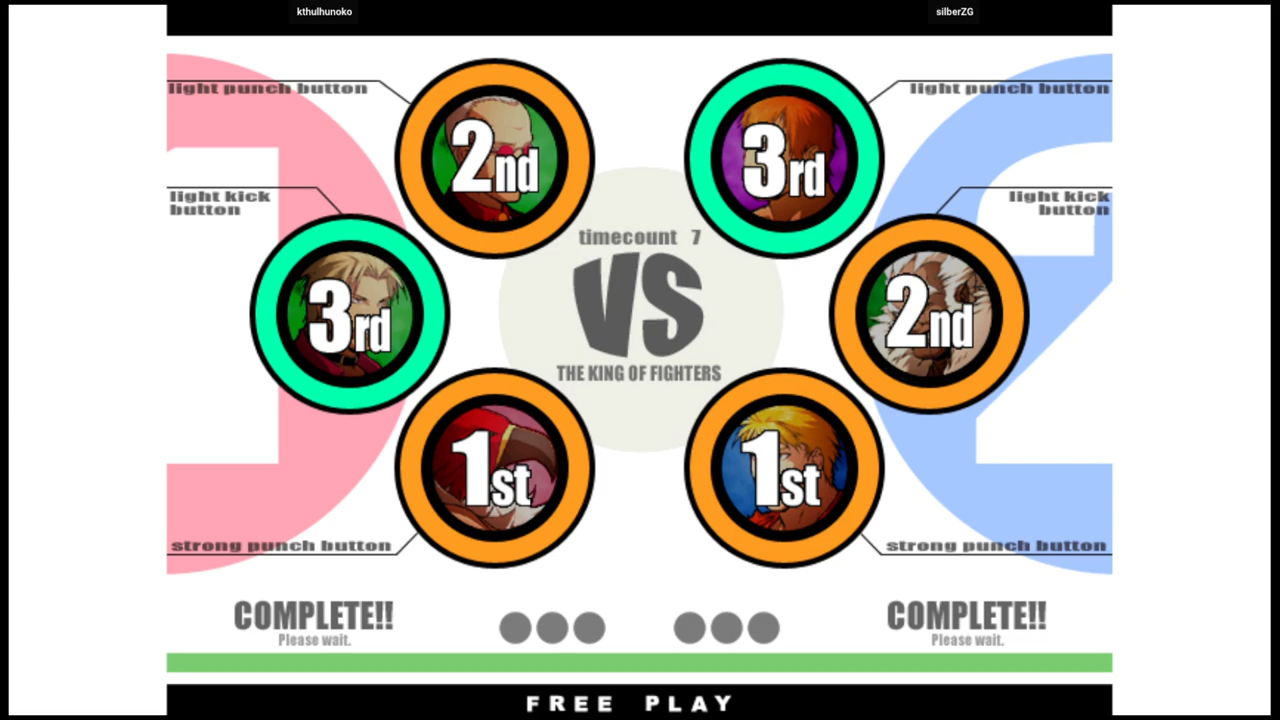 kthulhunoko
silberZG
light punch button
light punch button
2nd
3rd
light kick
button
light kick
button
timecount 7
VS
THE KING OF FIGHTERS
3rd
2nd
1st
1st
strong punch button
strong punch button
COMPLETE!!
Please wait.
COMPLETE!!
Please wait.
FREE PLAY
1
2